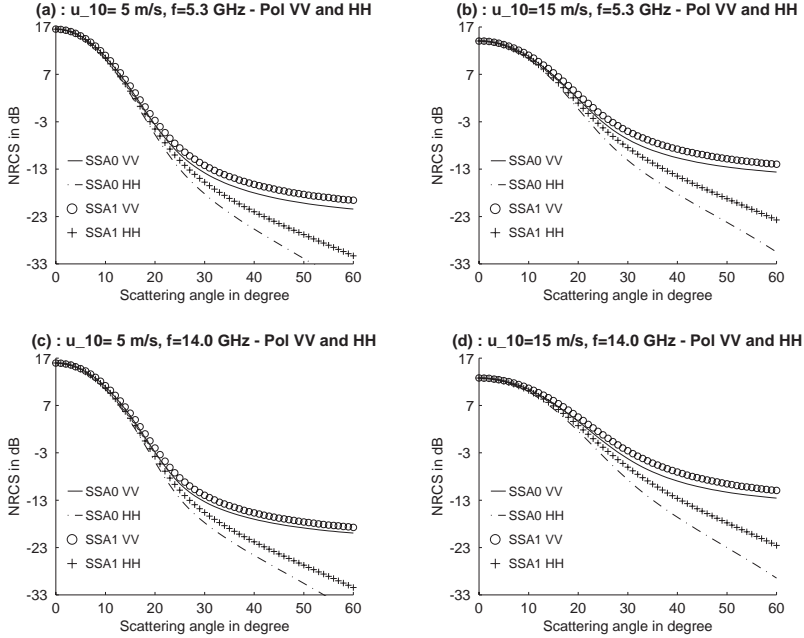 (a) : u_10= 5 m/s, f=5.3 GHz - Pol VV and HH
17
7
-3
-13
-23
-33
NRCS in dB
SSA0 VV
SSA0 HH
SSA1 VV
SSA1 HH
0 10 20 30 40 50 60
Scattering angle in degree
(b) : u_10=15 m/s, f=5.3 GHz - Pol VV and HH
17
7
-3
-13
-23
-33
NRCS in dB
SSA0 VV
SSA0 HH
SSA1 VV
SSA1 HH
0 10 20 30 40 50 60
Scattering angle in degree
(c) : u_10= 5 m/s, f=14.0 GHz - Pol VV and HH
17
7
-3
-13
-23
-33
NRCS in dB
SSA0 VV
SSA0 HH
SSA1 VV
SSA1 HH
0 10 20 30 40 50 60
Scattering angle in degree
(d) : u_10=15 m/s, f=14.0 GHz - Pol VV and HH
17
7
-3
-13
-23
-33
NRCS in dB
SSA0 VV
SSA0 HH
SSA1 VV
SSA1 HH
0 10 20 30 40 50 60
Scattering angle in degree